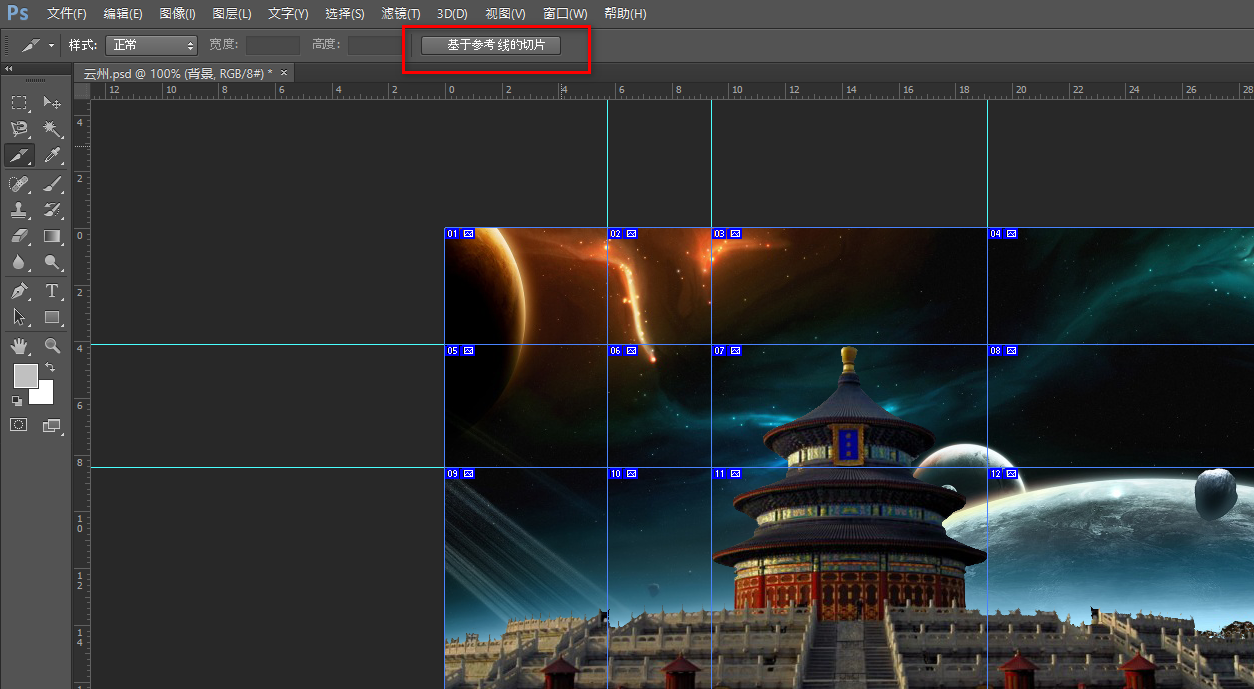 Ps 文件(F) 编辑(E) 图像(I) 图层(L) 文字(Y) 选择(S) 滤镜(T) 3D(D) 视图(V) 窗口(W) 帮助(H)
样式: 正常 宽度: 高度: 基于参考线的切片
云州.psd @ 100% (背景, RGB/8#) * ×
12 10 8 6 4 2 0 2 4 6 8 10 12 14 16 18 20 22 24 26 28
4
2
0
2
4
6
8
10
12
14
01 02 03 04
05 06 07 08
09 10 11 12